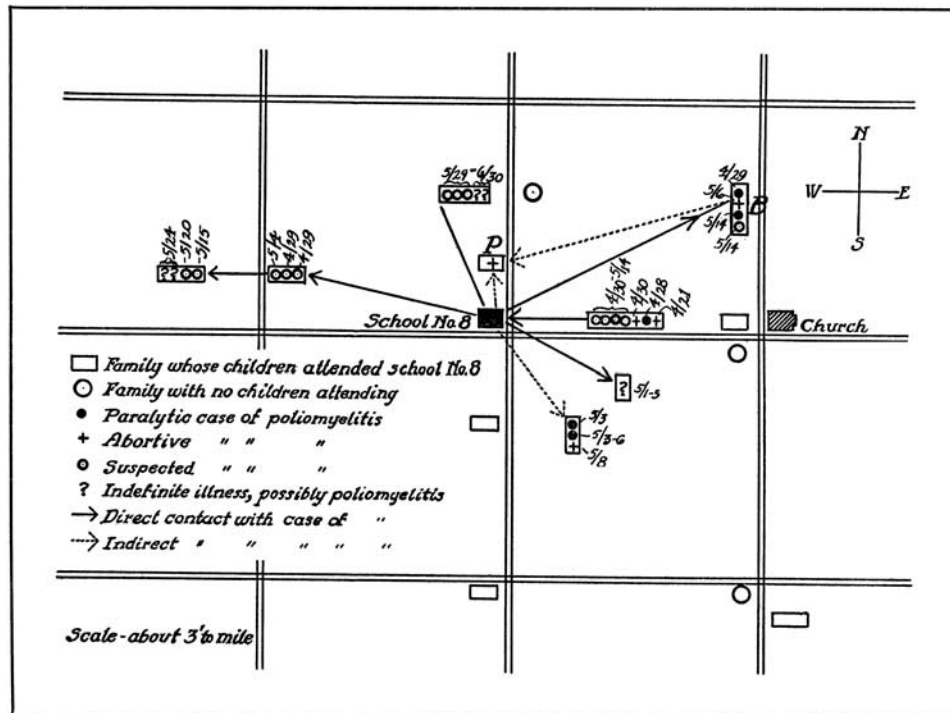 N
W E
S
5/29-6/30
? ?
4/29
5/6
B
5/14
5/14
P
5/24
5/20
5/15
? ?
5/4
4/29
4/29
4/30-5/14
4/30
4/28
4/21
School No. 8
Church
Family whose children attended school No. 8
Family with no children attending
Paralytic case of poliomyelitis
Abortive " " "
Suspected " " "
? Indefinite illness, possibly poliomyelitis
Direct contact with case of "
Indirect " " " " "
?
5/1-5
5/3
5/3-6
5/8
Scale - about 3" to mile